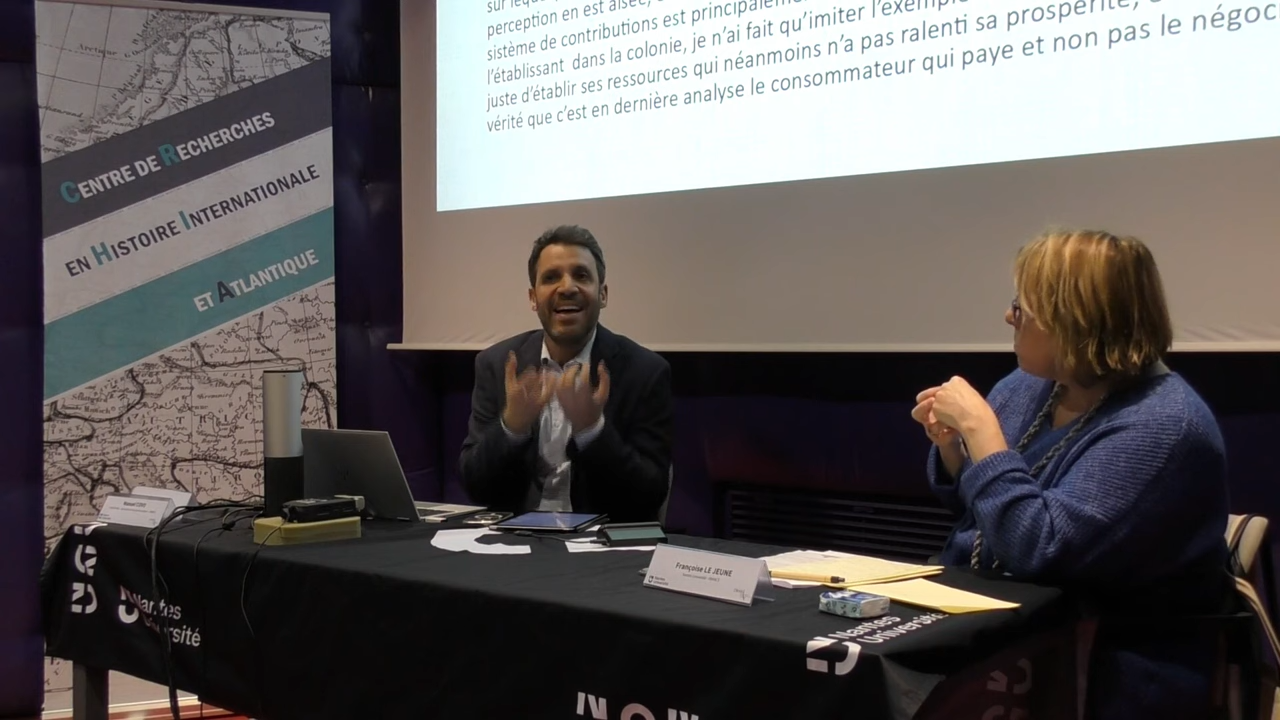 CENTRE DE RECHERCHES
EN HISTOIRE INTERNATIONALE
ET ATLANTIQUE
perception en est aisée,
sistème de contributions est principalement
l'établissant dans la colonie, je n'ai fait qu'imiter l'exemple
juste d'établir ses ressources qui néanmoins n'a pas ralenti sa prospérité,
vérité que c'est en dernière analyse le consommateur qui paye et non pas le négoc
Françoise LE JEUNE
Nantes
Université
Nantes
Université